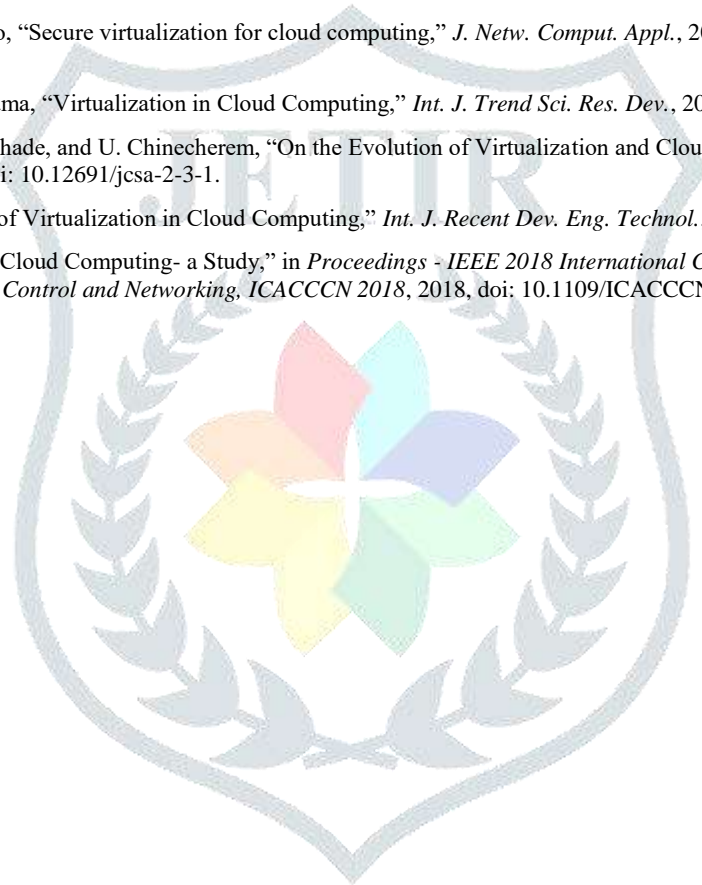 o, “Secure virtualization for cloud computing,” J. Netw. Comput. Appl., 20
ma, “Virtualization in Cloud Computing,” Int. J. Trend Sci. Res. Dev., 20
hade, and U. Chinecherem, “On the Evolution of Virtualization and Clou
i: 10.12691/jcsa-2-3-1.
of Virtualization in Cloud Computing,” Int. J. Recent Dev. Eng. Technol.
Cloud Computing- a Study,” in Proceedings - IEEE 2018 International C
Control and Networking, ICACCCN 2018, 2018, doi: 10.1109/ICACCCN
JETIR